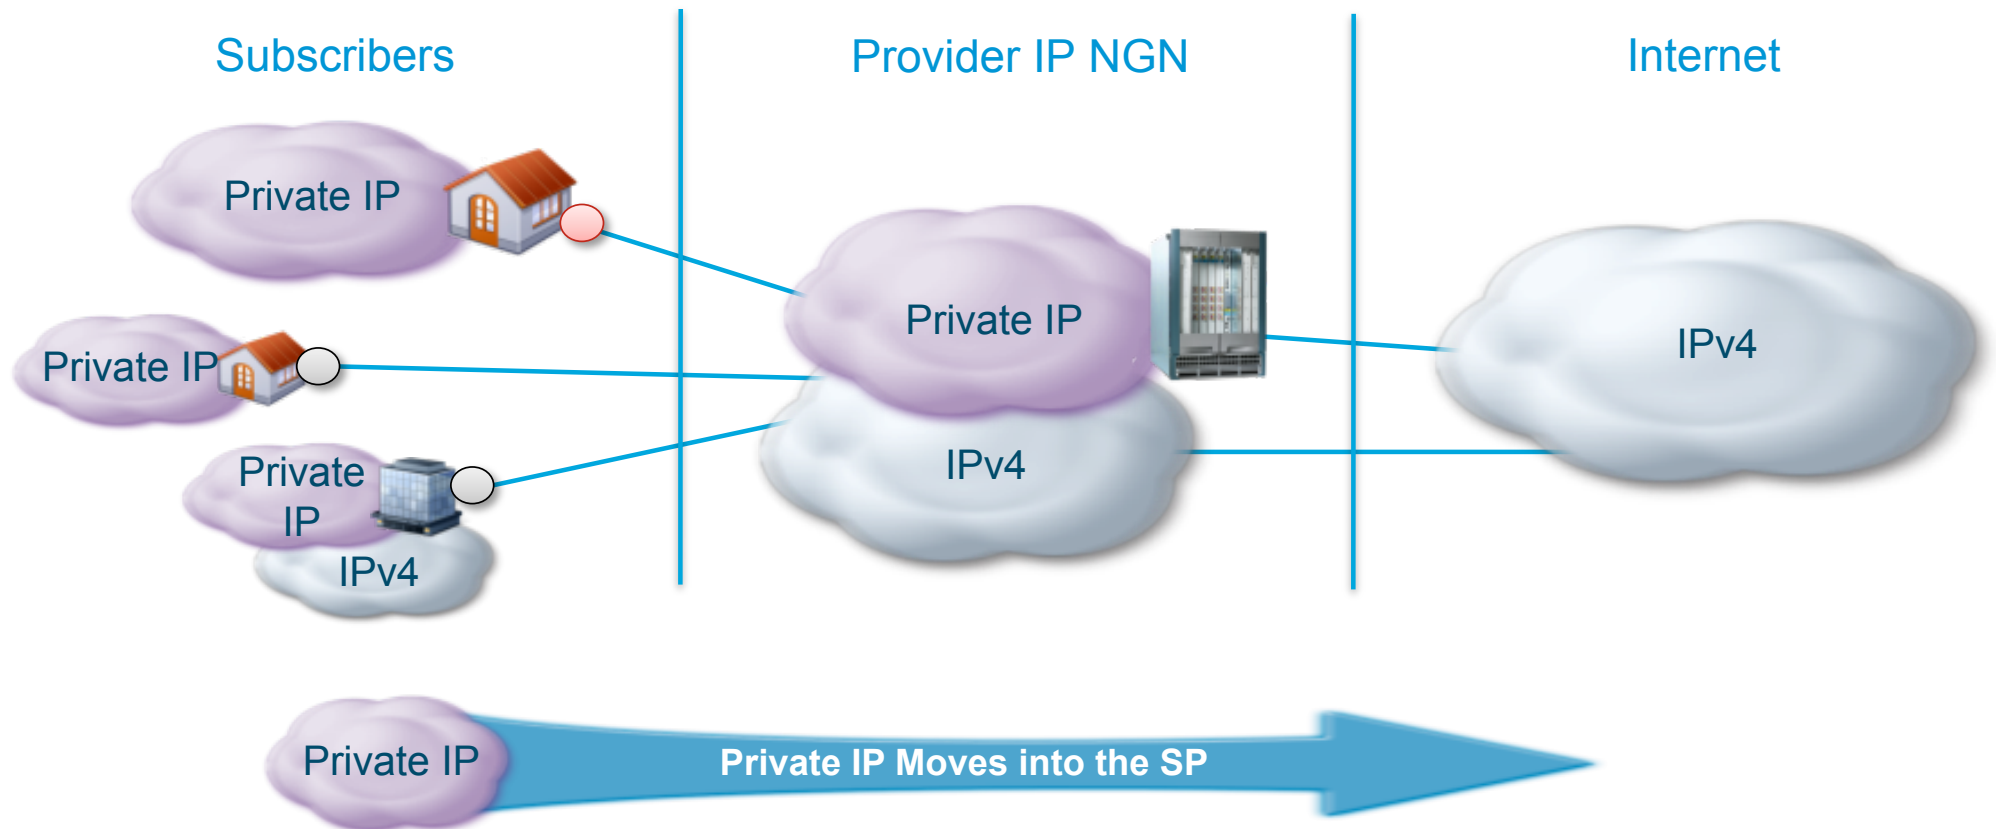 Subscribers
Provider IP NGN
Internet
Private IP
Private IP
IPv4
Private IP
Private
IP
IPv4
IPv4
Private IP
Private IP Moves into the SP